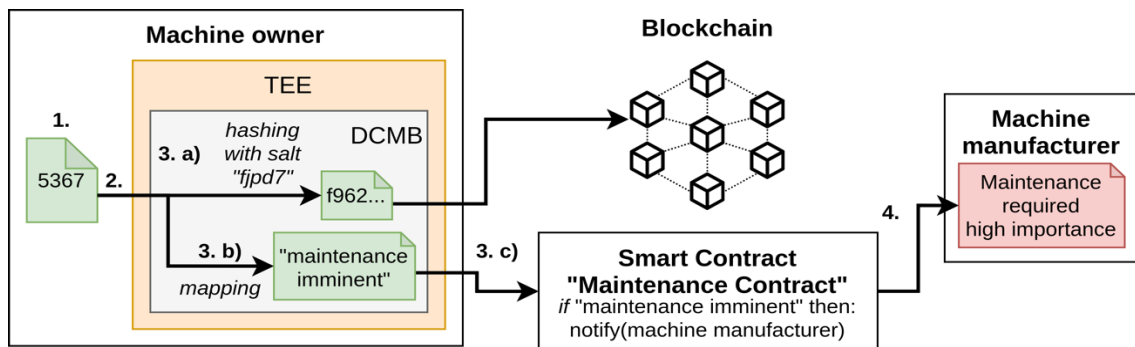 Machine owner
TEE
DCMB
1.
5367
2.
3. a)
hashing
with salt
"fjpd7"
f962...
3. b)
mapping
"maintenance
imminent"
Blockchain
3. c)
Smart Contract
"Maintenance Contract"
if "maintenance imminent" then:
notify(machine manufacturer)
4.
Machine
manufacturer
Maintenance
required
high importance